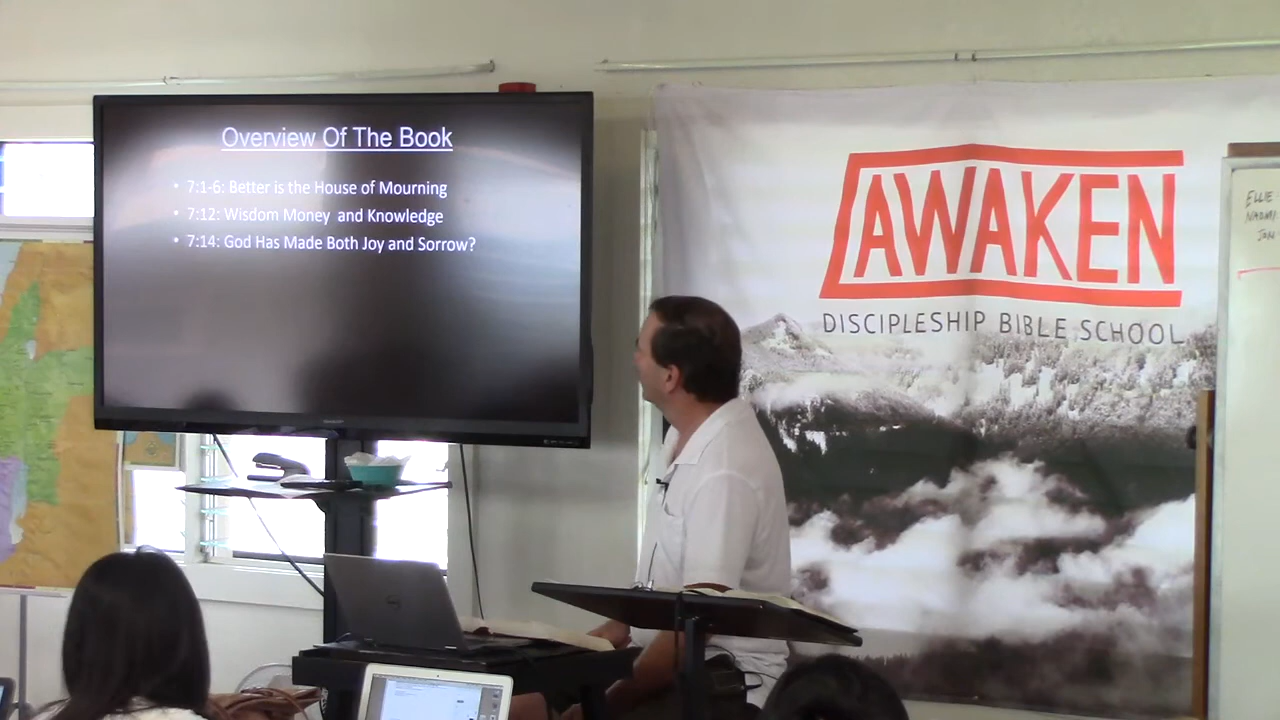 Overview Of The Book
• 7:1-6: Better is the House of Mourning
• 7:12: Wisdom Money and Knowledge
• 7:14: God Has Made Both Joy and Sorrow?
AWAKEN
DISCIPLESHIP BIBLE SCHOOL
ELLIE